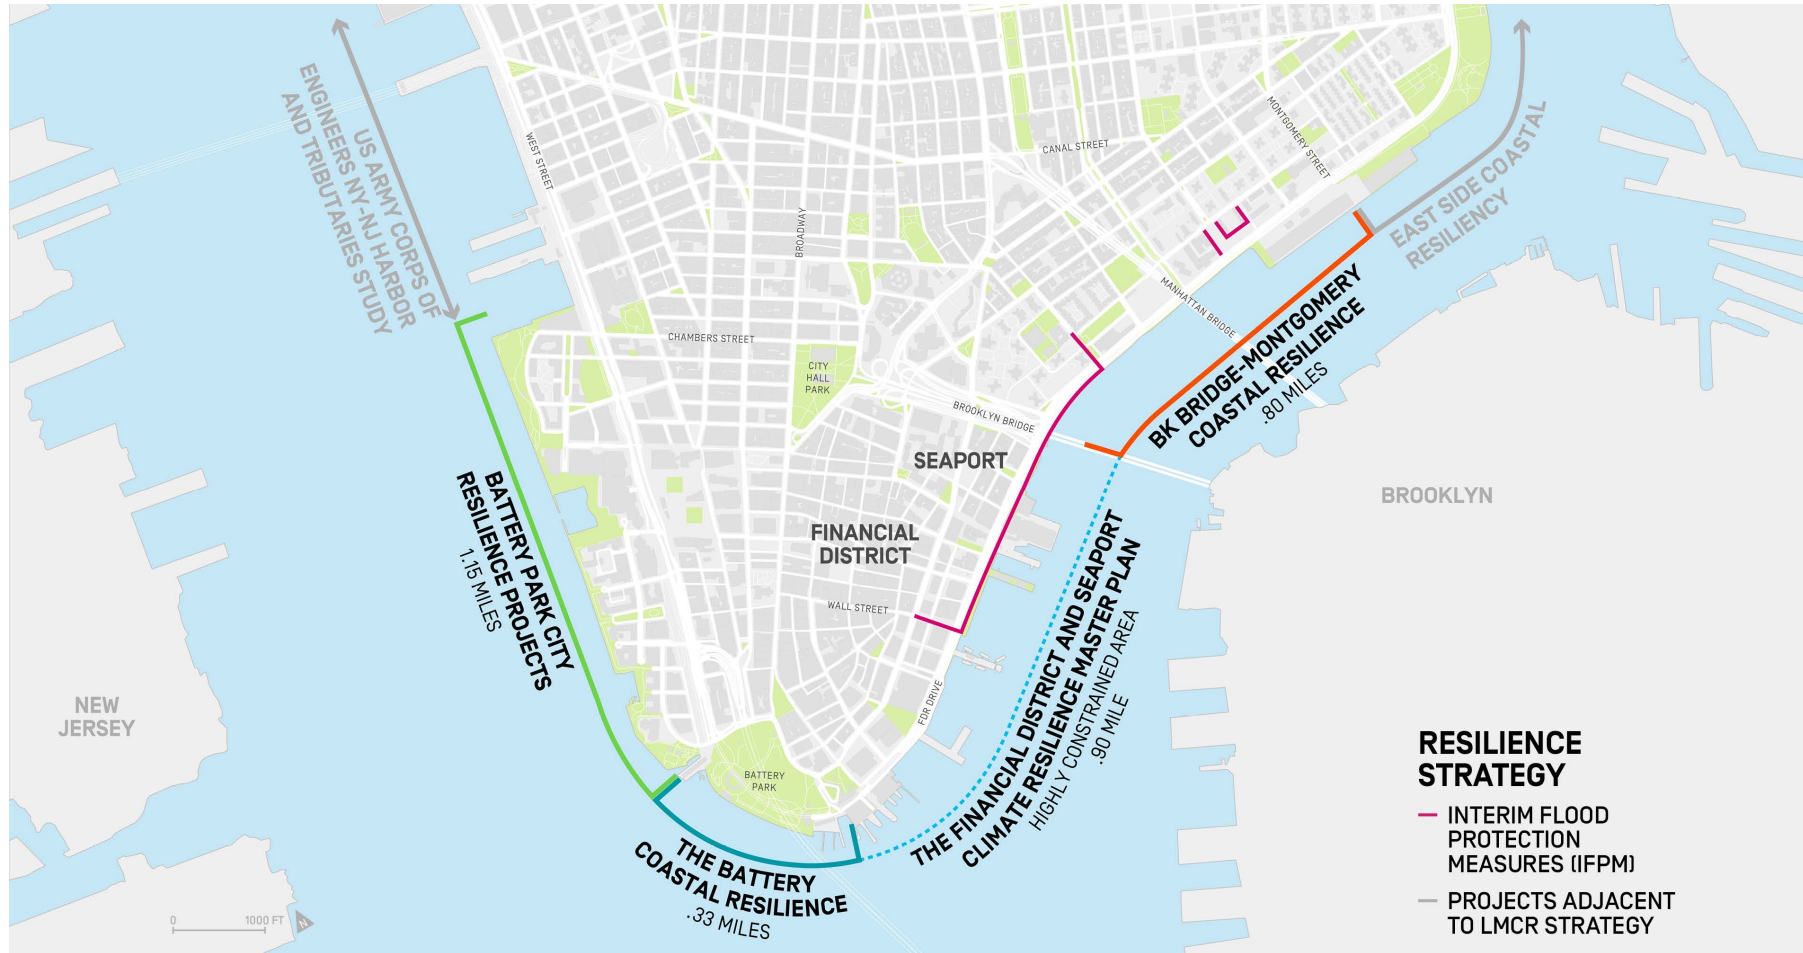 US ARMY CORPS OF
ENGINEERS NY-NJ HARBOR
AND TRIBUTARIES STUDY
WEST STREET
BROADWAY
CANAL STREET
MONTGOMERY STREET
EAST SIDE COASTAL
RESILIENCY
CHAMBERS STREET
CITY
HALL
PARK
MANHATTAN BRIDGE
BROOKLYN BRIDGE
BK BRIDGE-MONTGOMERY
COASTAL RESILIENCE
.80 MILES
SEAPORT
FINANCIAL
DISTRICT
BROOKLYN
BATTERY PARK CITY
RESILIENCE PROJECTS
1.15 MILES
WALL STREET
FDR DRIVE
THE FINANCIAL DISTRICT AND SEAPORT
CLIMATE RESILIENCE MASTER PLAN
HIGHLY CONSTRAINED AREA
.90 MILE
NEW
JERSEY
BATTERY
PARK
THE BATTERY
COASTAL RESILIENCE
.33 MILES
0 1000 FT
N
RESILIENCE
STRATEGY
INTERIM FLOOD
PROTECTION
MEASURES (IFPM)
PROJECTS ADJACENT
TO LMCR STRATEGY